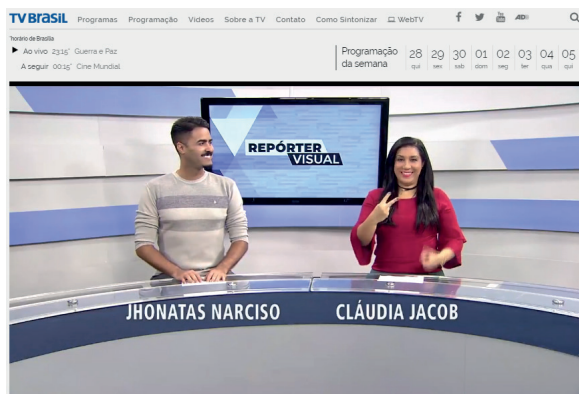 TV BRASIL Programas Programação Vídeos Sobre a TV Contato Como Sintonizar WebTV
*horário de Brasília
Ao vivo 23:15* Guerra e Paz
A seguir 00:15* Cine Mundial
Programação da semana
28 29 30 01 02 03 04 05
qui sex sab dom seg ter qua qui
REPÓRTER
VISUAL
JHONATAS NARCISO CLÁUDIA JACOB